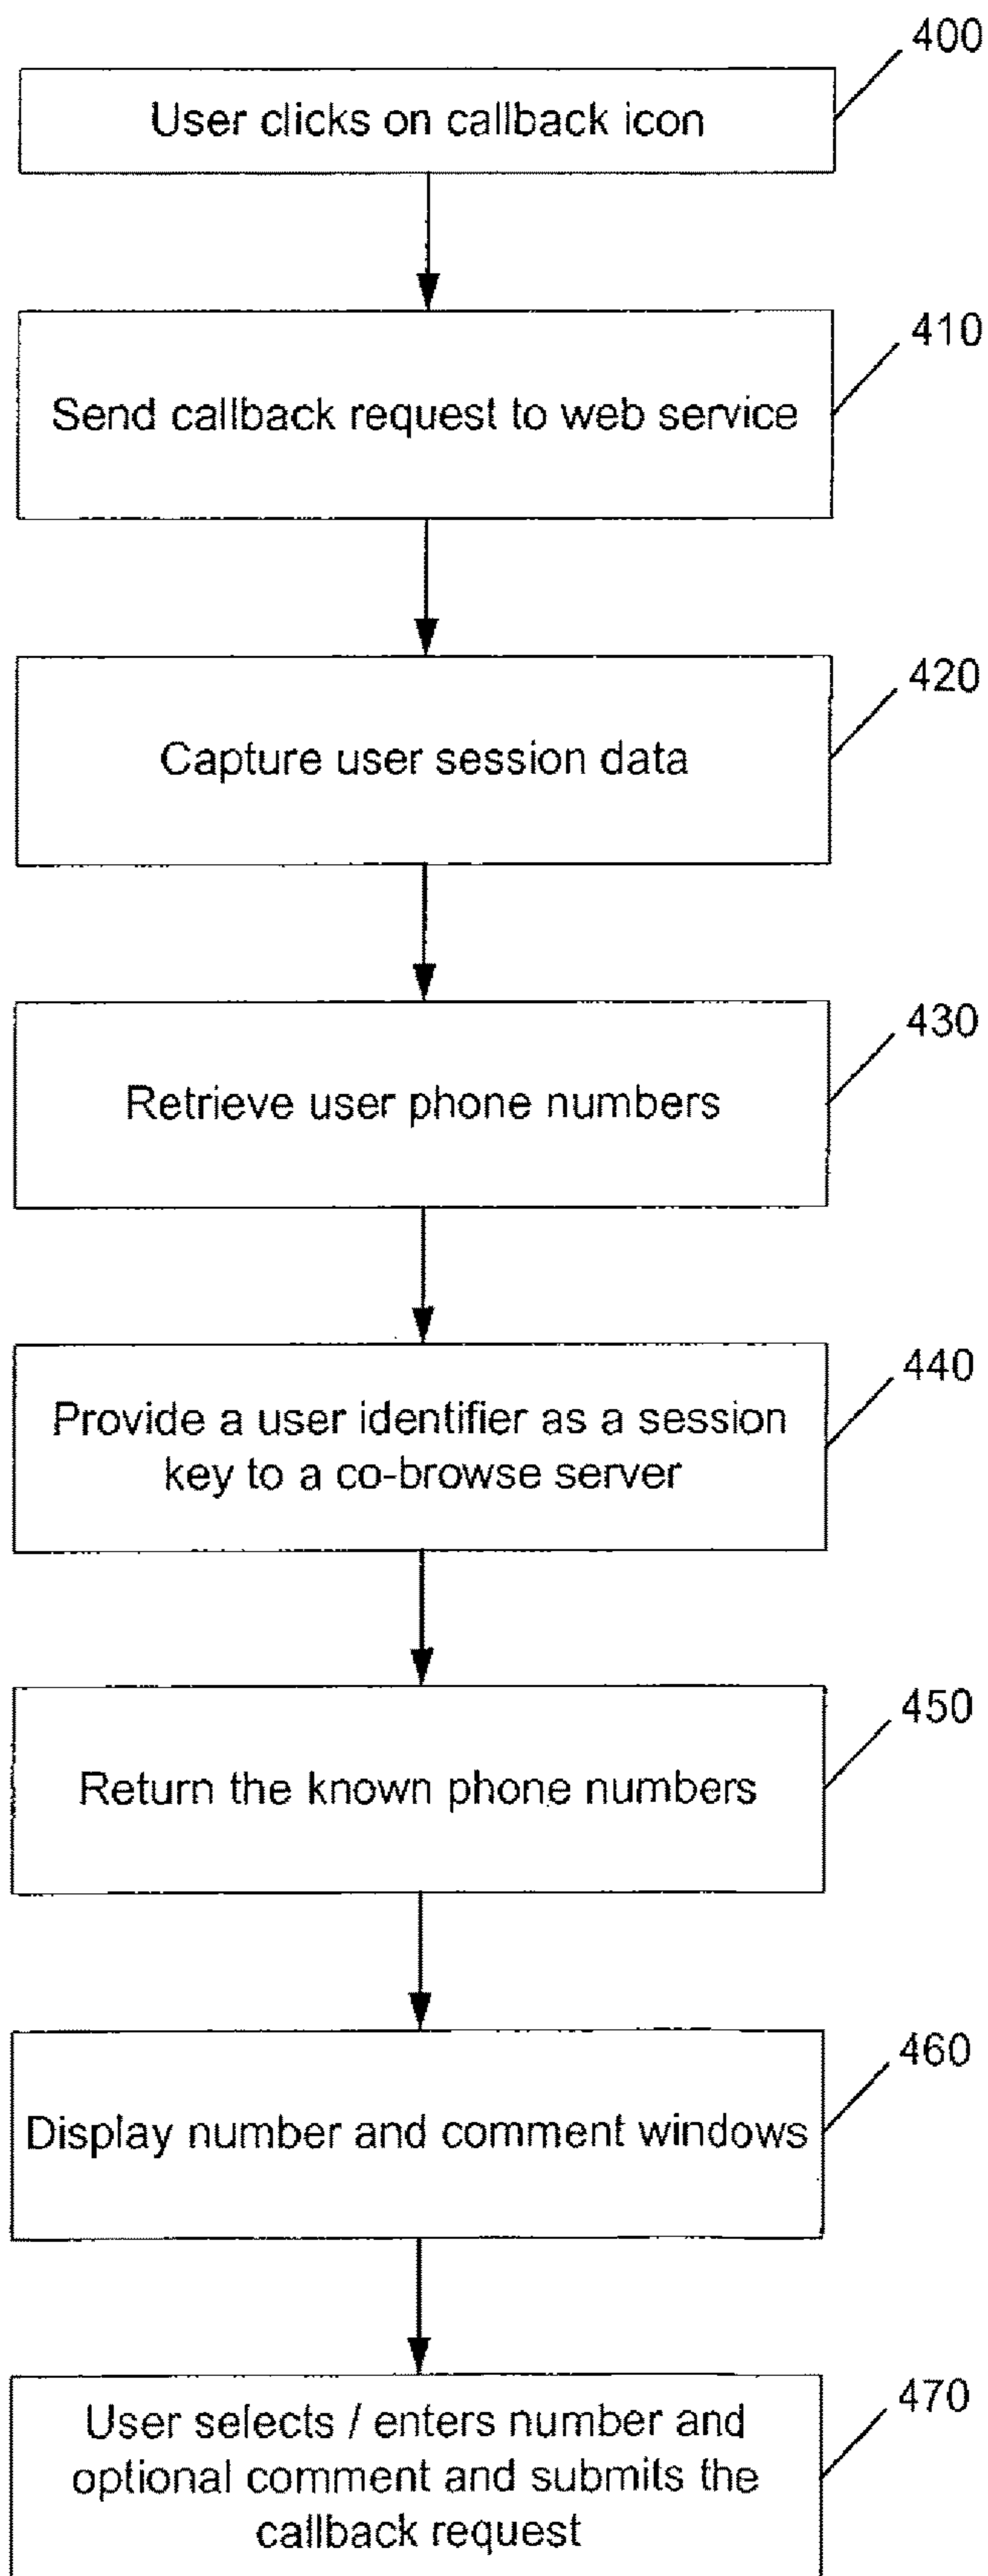 400
User clicks on callback icon
410
Send callback request to web service
420
Capture user session data
430
Retrieve user phone numbers
440
Provide a user identifier as a session
key to a co-browse server
450
Return the known phone numbers
460
Display number and comment windows
470
User selects / enters number and
optional comment and submits the
callback request